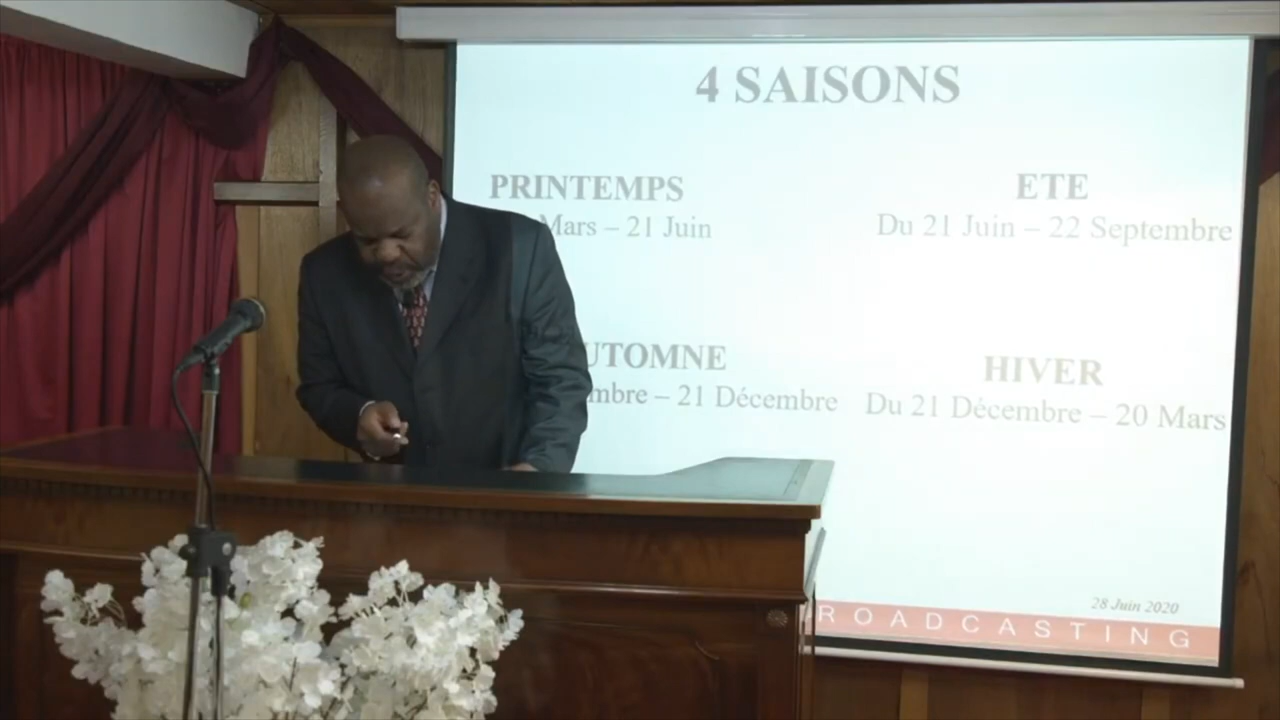 4 SAISONS
PRINTEMPS
ETE
Mars – 21 Juin
Du 21 Juin – 22 Septembre
UTOMNE
HIVER
mbre – 21 Décembre
Du 21 Décembre – 20 Mars
28 Juin 2020
ROADCASTING